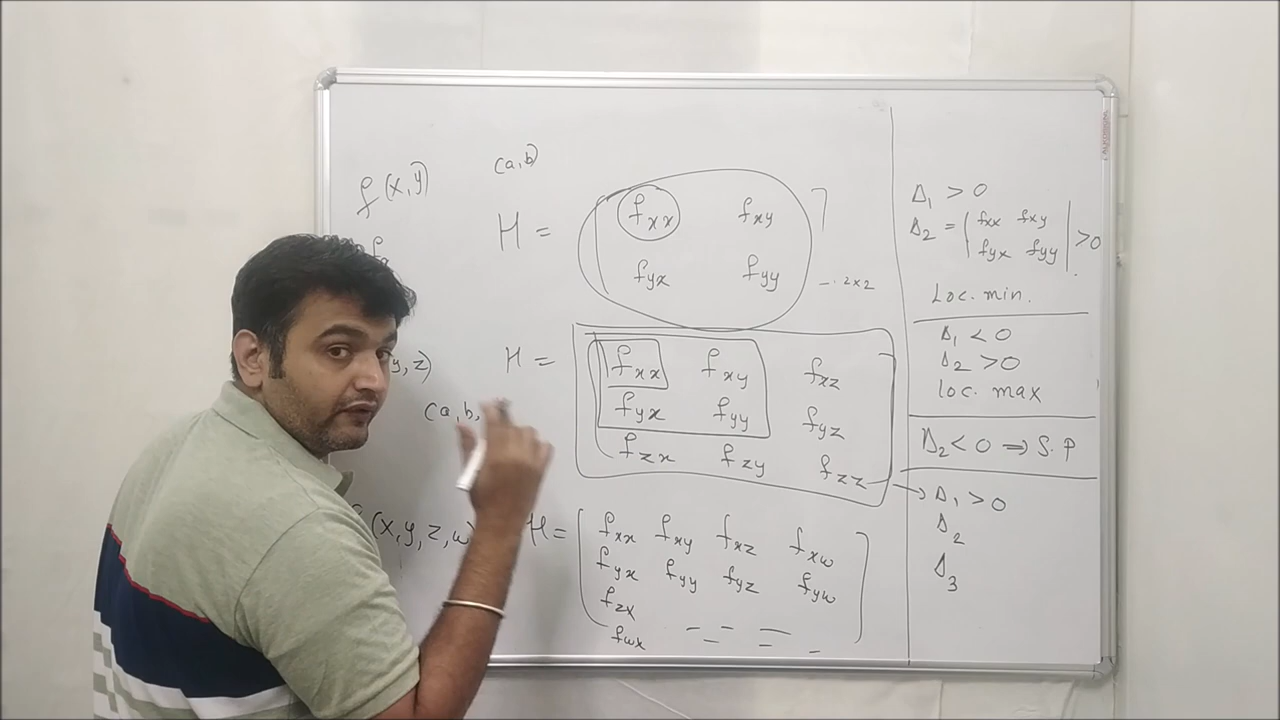 f(x,y)
(a,b)
H = [ fxx fxy
fyx fyy ] 2x2
y,z)
(a,b,
H = [ fxx fxy fxz
fyx fyy fyz
fzx fzy fzz ]
(x,y,z,w)
H = [ fxx fxy fxz fxw
fyx fyy fyz fyw
fzx
fwx – – – – – – ]
Δ1 > 0
Δ2 = | fxx fxy
fyx fyy | > 0
Loc. min.
Δ1 < 0
Δ2 > 0
Loc. max
Δ2 < 0 ⇒ S.P
→ Δ1 > 0
Δ2
Δ3